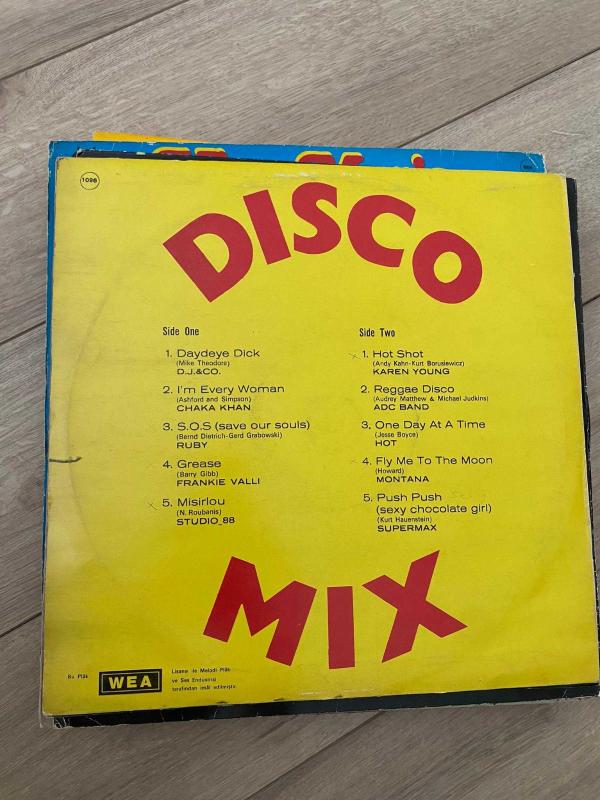 1098
DISCO
Side One
1. Daydeye Dick
(Mike Theodore)
D.J.&CO.
2. I'm Every Woman
(Ashford and Simpson)
CHAKA KHAN
3. S.O.S (save our souls)
(Bernd Dietrich-Gerd Grabowski)
RUBY
4. Grease
(Barry Gibb)
FRANKIE VALLI
5. Misirlou
(N. Roubanis)
STUDIO_88
Side Two
1. Hot Shot
(Andy Kahn-Kurt Borusiewicz)
KAREN YOUNG
2. Reggae Disco
(Audrey Matthew & Michael Judkins)
ADC BAND
3. One Day At A Time
(Jesse Boyce)
HOT
4. Fly Me To The Moon
(Howard)
MONTANA
5. Push Push
(sexy chocolate girl)
(Kurt Hauenstein)
SUPERMAX
MIX
Bu Plâk
WEA
Lisansı ile Melodi Plâk
ve Ses Endüstrisi
tarafından imâl edilmiştir.